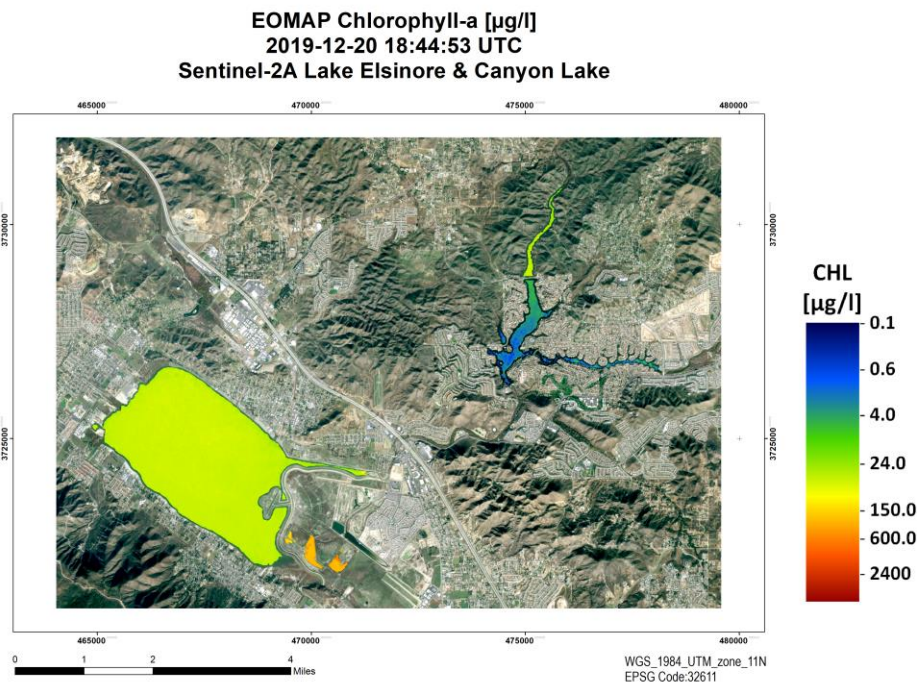 EOMAP Chlorophyll-a [µg/l]
2019-12-20 18:44:53 UTC
Sentinel-2A Lake Elsinore & Canyon Lake
465000
470000
475000
480000
3730000
3730000
3725000
3725000
CHL
[µg/l]
0.1
0.6
4.0
24.0
150.0
600.0
2400
465000
470000
475000
480000
0 1 2 4
Miles
WGS_1984_UTM_zone_11N
EPSG Code:32611